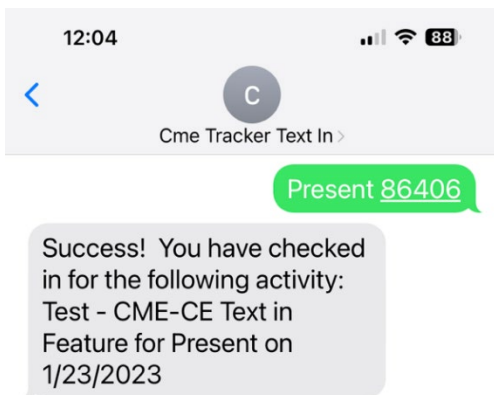 12:04
88
C
Cme Tracker Text In >
Present 86406
Success!  You have checked
in for the following activity:
Test - CME-CE Text in
Feature for Present on
1/23/2023